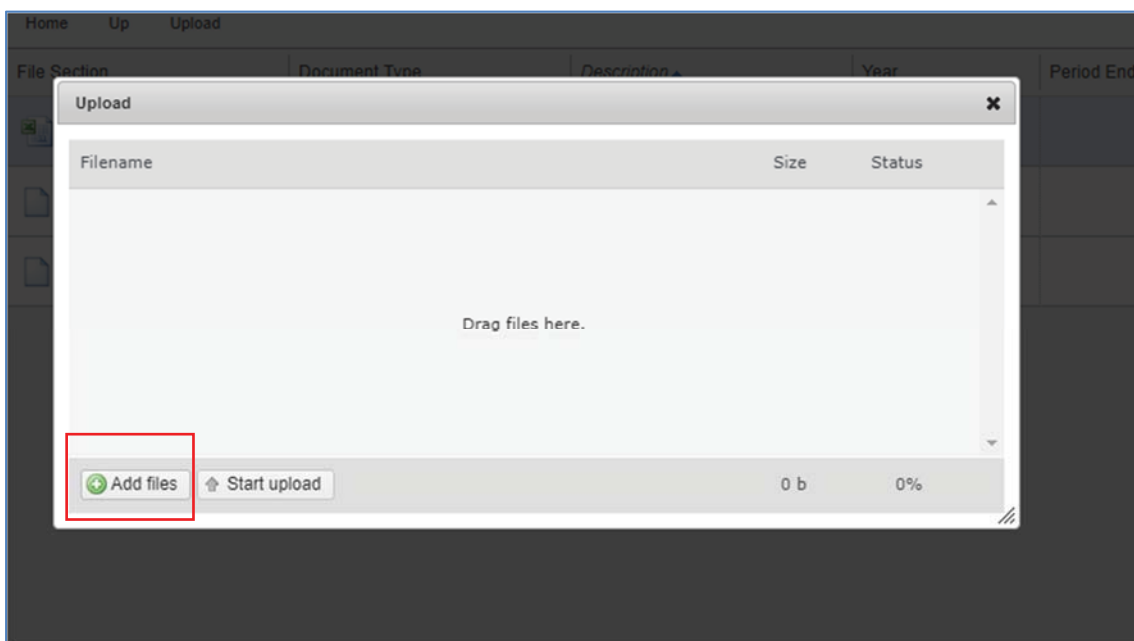 Home Up Upload
File Section Document Type Description Year Period End
Upload
Filename Size Status
Drag files here.
Add files Start upload 0 b 0%